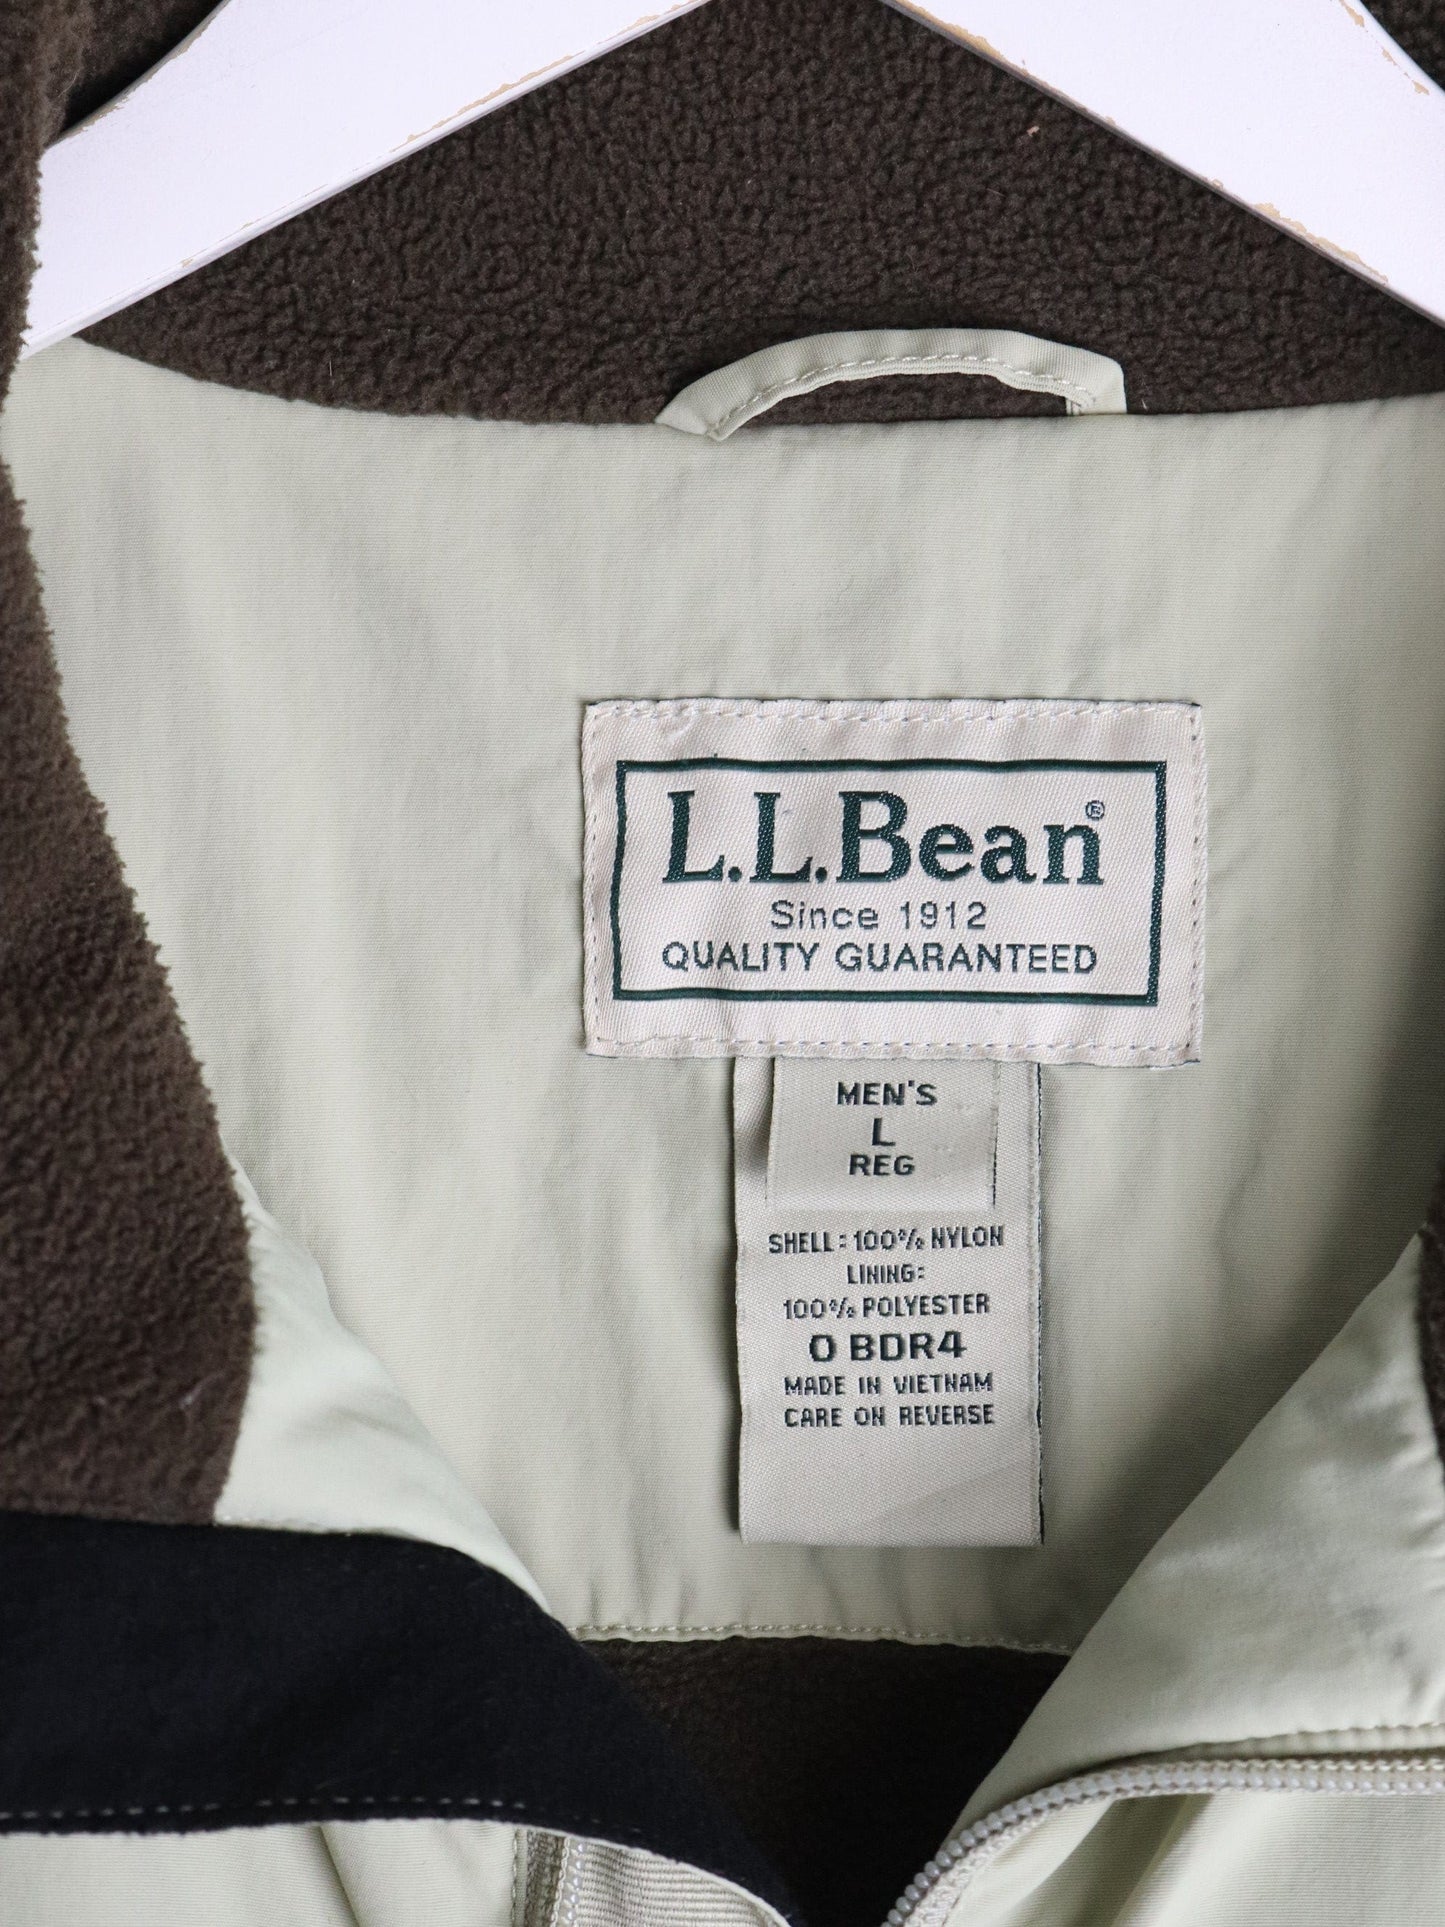 L.L.Bean®
Since 1912
QUALITY GUARANTEED
MEN'S
L
REG
SHELL: 100% NYLON
LINING:
100% POLYESTER
0 BDR4
MADE IN VIETNAM
CARE ON REVERSE